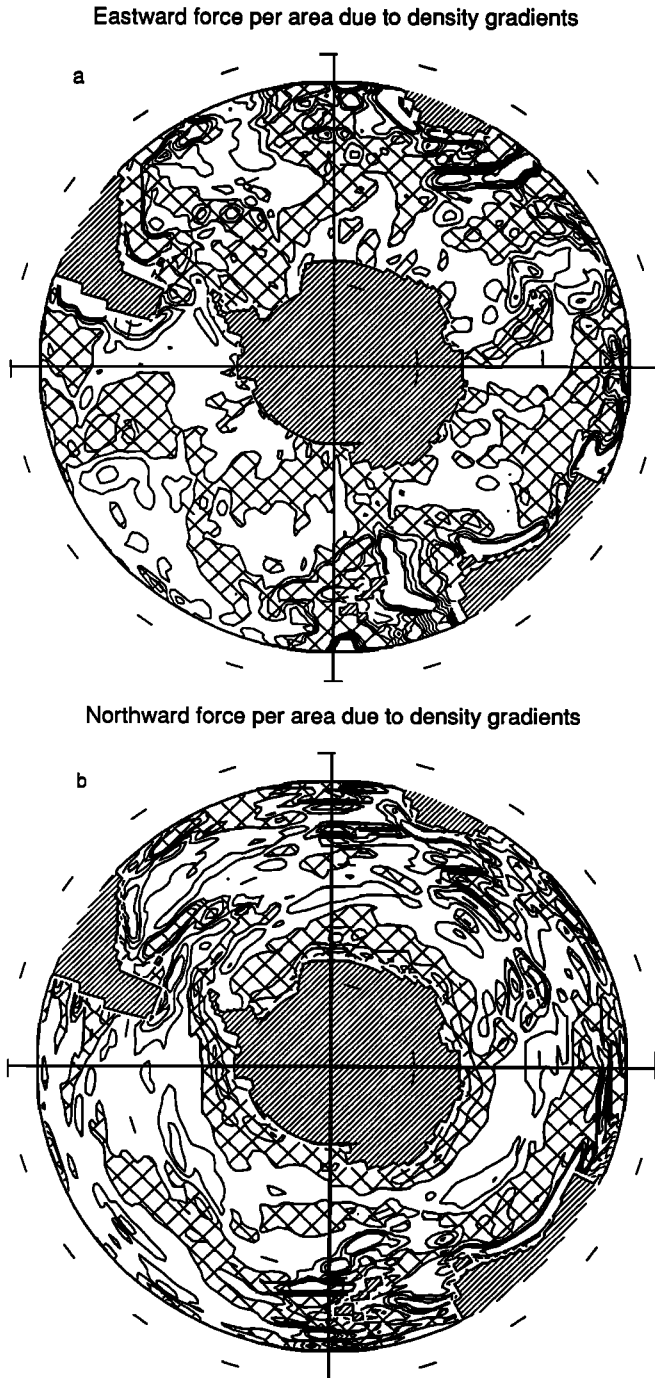 Eastward force per area due to density gradients
a
Northward force per area due to density gradients
b